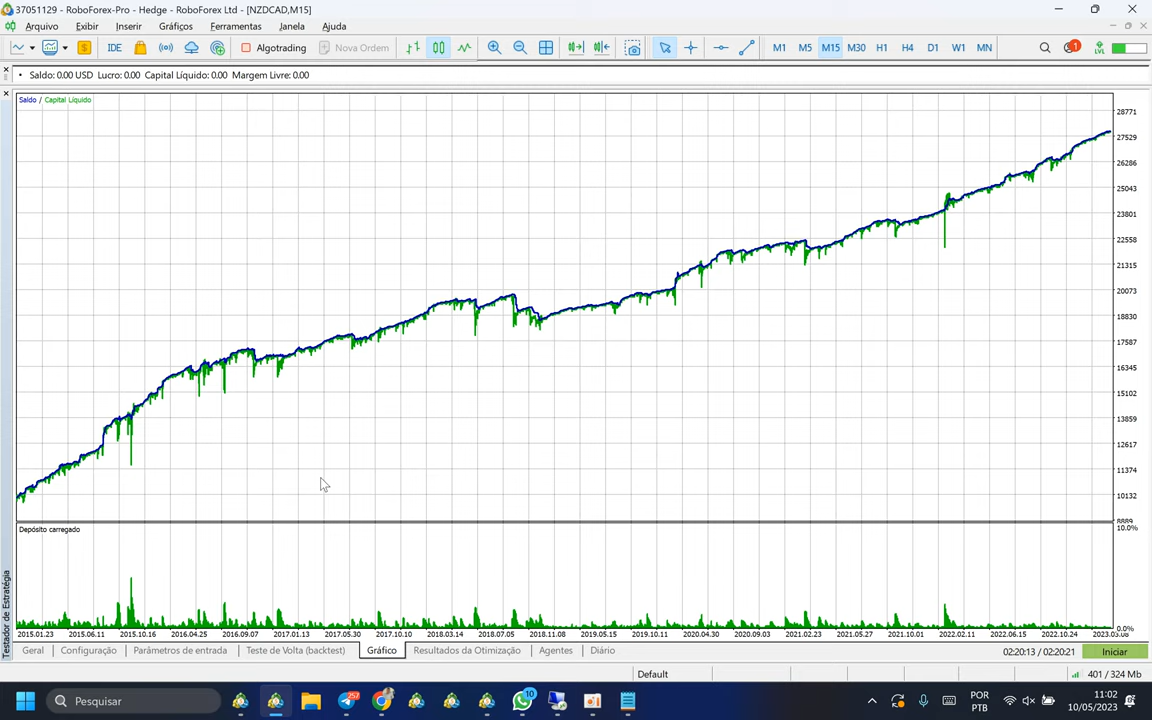 37051129 - RoboForex-Pro - Hedge - RoboForex Ltd - [NZDCAD,M15]
Arquivo Exibir Inserir Gráficos Ferramentas Janela Ajuda
IDE Algotrading Nova Ordem M1 M5 M15 M30 H1 H4 D1 W1 MN 1 LVL
• Saldo: 0.00 USD Lucro: 0.00 Capital Líquido: 0.00 Margem Livre: 0.00
Saldo / Capital Líquido
28771
27529
26286
25043
23801
22558
21315
20073
18830
17587
16345
15102
13859
12617
11374
10132
8889
Depósito carregado
10.0%
0.0%
2015.01.23 2015.06.11 2015.10.16 2016.04.25 2016.09.07 2017.01.13 2017.05.30 2017.10.10 2018.03.14 2018.07.05 2018.11.08 2019.05.15 2019.10.11 2020.04.30 2020.09.03 2021.02.23 2021.05.27 2021.10.01 2022.02.11 2022.06.15 2022.10.24 2023.03.08
Testador de Estratégia
Geral Configuração Parâmetros de entrada Teste de Volta (backtest) Gráfico Resultados da Otimização Agentes Diário 02:20:13 / 02:20:21 Iniciar
Default 401 / 324 Mb
Pesquisar 257 10 POR PTB 11:02 10/05/2023